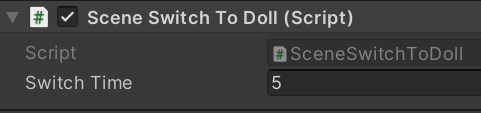 Scene Switch To Doll (Script)
Script SceneSwitchToDoll
Switch Time 5